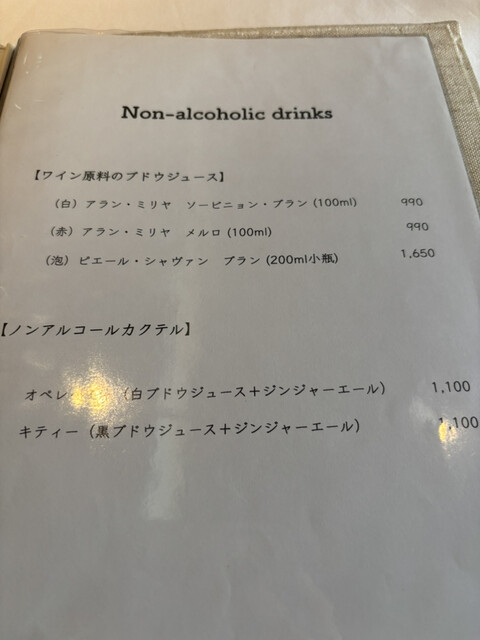 Non-alcoholic drinks
【ワイン原料のブドウジュース】
(白) アラン・ミリヤ ソービニョン・ブラン (100ml) 990
(赤) アラン・ミリヤ メルロ (100ml) 990
(泡) ピエール・シャヴァン ブラン (200ml小瓶) 1,650
【ノンアルコールカクテル】
(白ブドウジュース＋ジンジャーエール) 1,100
キティー (黒ブドウジュース＋ジンジャーエール) 1,100